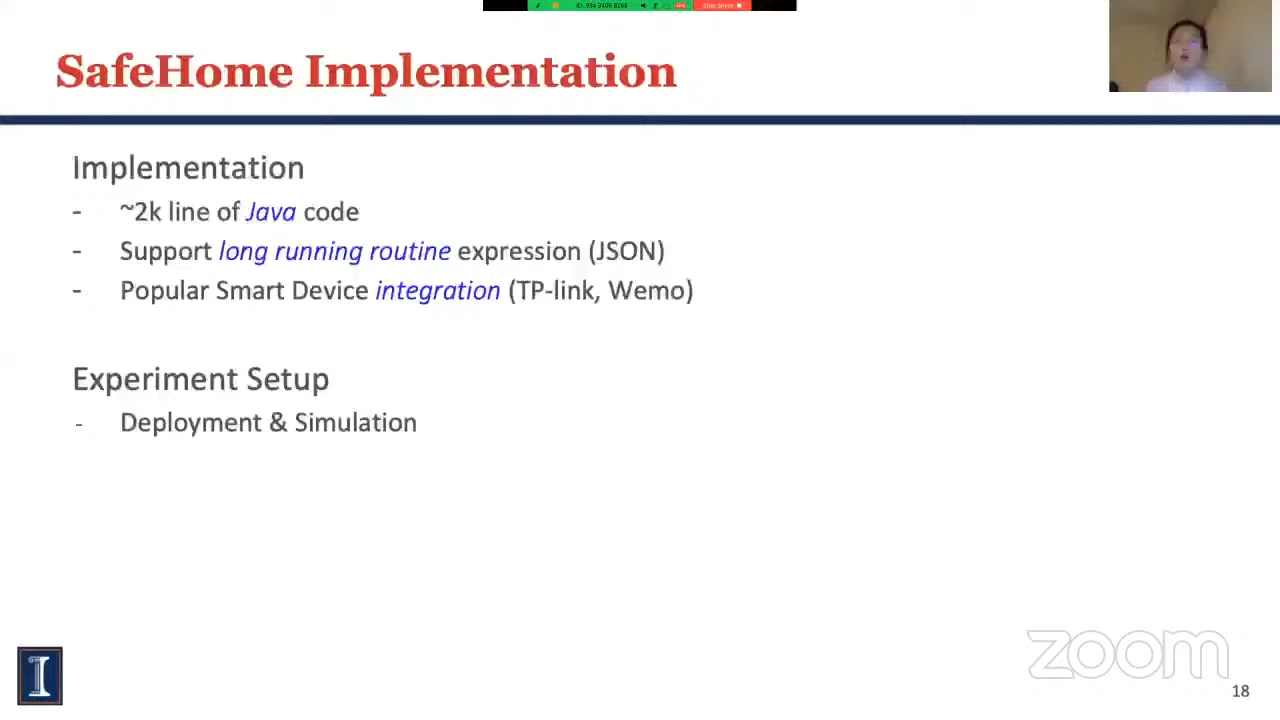 SafeHome Implementation
Implementation
- ~2k line of Java code
- Support long running routine expression (JSON)
- Popular Smart Device integration (TP-link, Wemo)
Experiment Setup
- Deployment & Simulation
zoom
18